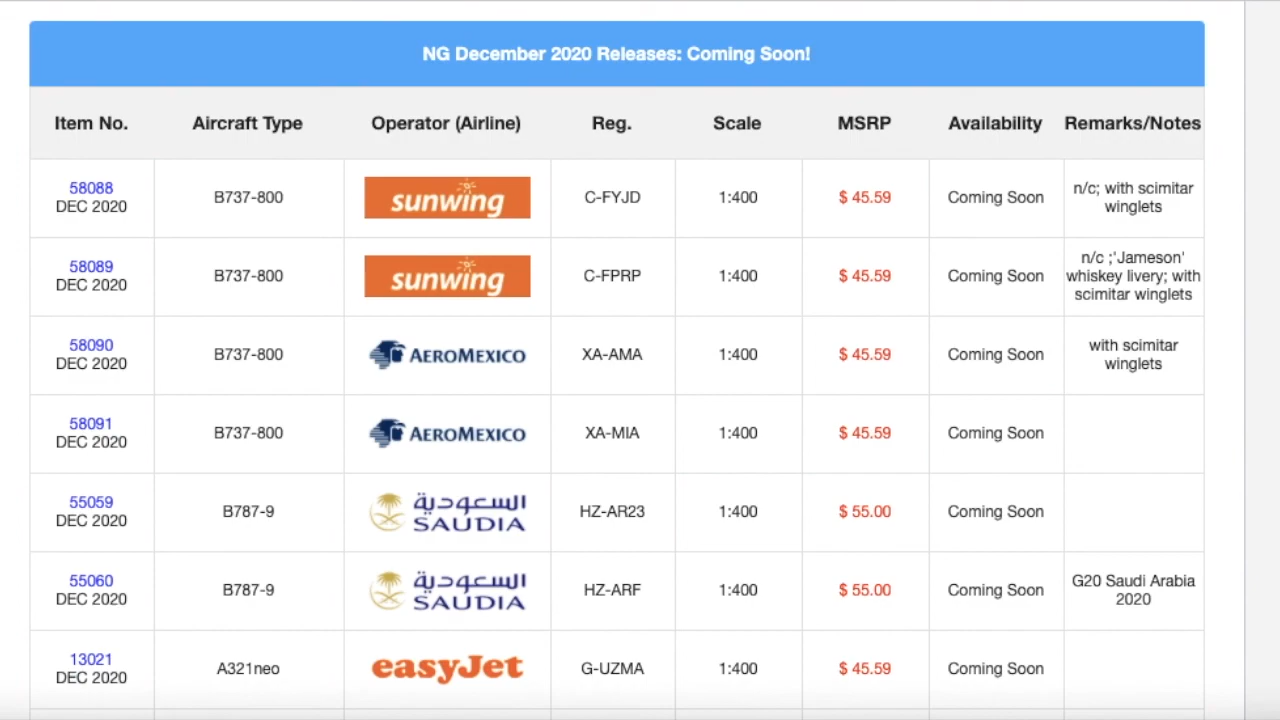 NG December 2020 Releases: Coming Soon!
Item No. Aircraft Type Operator (Airline) Reg. Scale MSRP Availability Remarks/Notes
58088
DEC 2020
B737-800
sunwing
C-FYJD
1:400
$ 45.59
Coming Soon
n/c; with scimitar
winglets
58089
DEC 2020
B737-800
sunwing
C-FPRP
1:400
$ 45.59
Coming Soon
n/c ;'Jameson'
whiskey livery; with
scimitar winglets
58090
DEC 2020
B737-800
AEROMEXICO
XA-AMA
1:400
$ 45.59
Coming Soon
with scimitar
winglets
58091
DEC 2020
B737-800
AEROMEXICO
XA-MIA
1:400
$ 45.59
Coming Soon
55059
DEC 2020
B787-9
السعودية
SAUDIA
HZ-AR23
1:400
$ 55.00
Coming Soon
55060
DEC 2020
B787-9
السعودية
SAUDIA
HZ-ARF
1:400
$ 55.00
Coming Soon
G20 Saudi Arabia
2020
13021
DEC 2020
A321neo
easyJet
G-UZMA
1:400
$ 45.59
Coming Soon